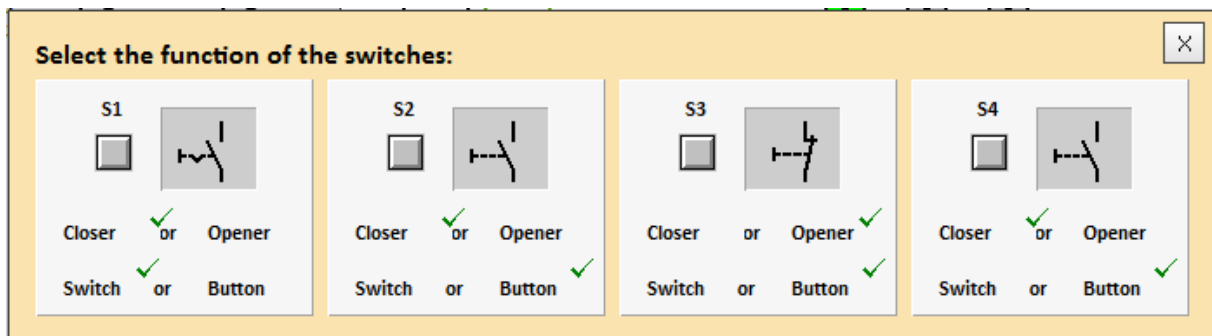 Select the function of the switches:
X
S1 S2 S3 S4
Closer or Opener Closer or Opener Closer or Opener Closer or Opener
Switch or Button Switch or Button Switch or Button Switch or Button